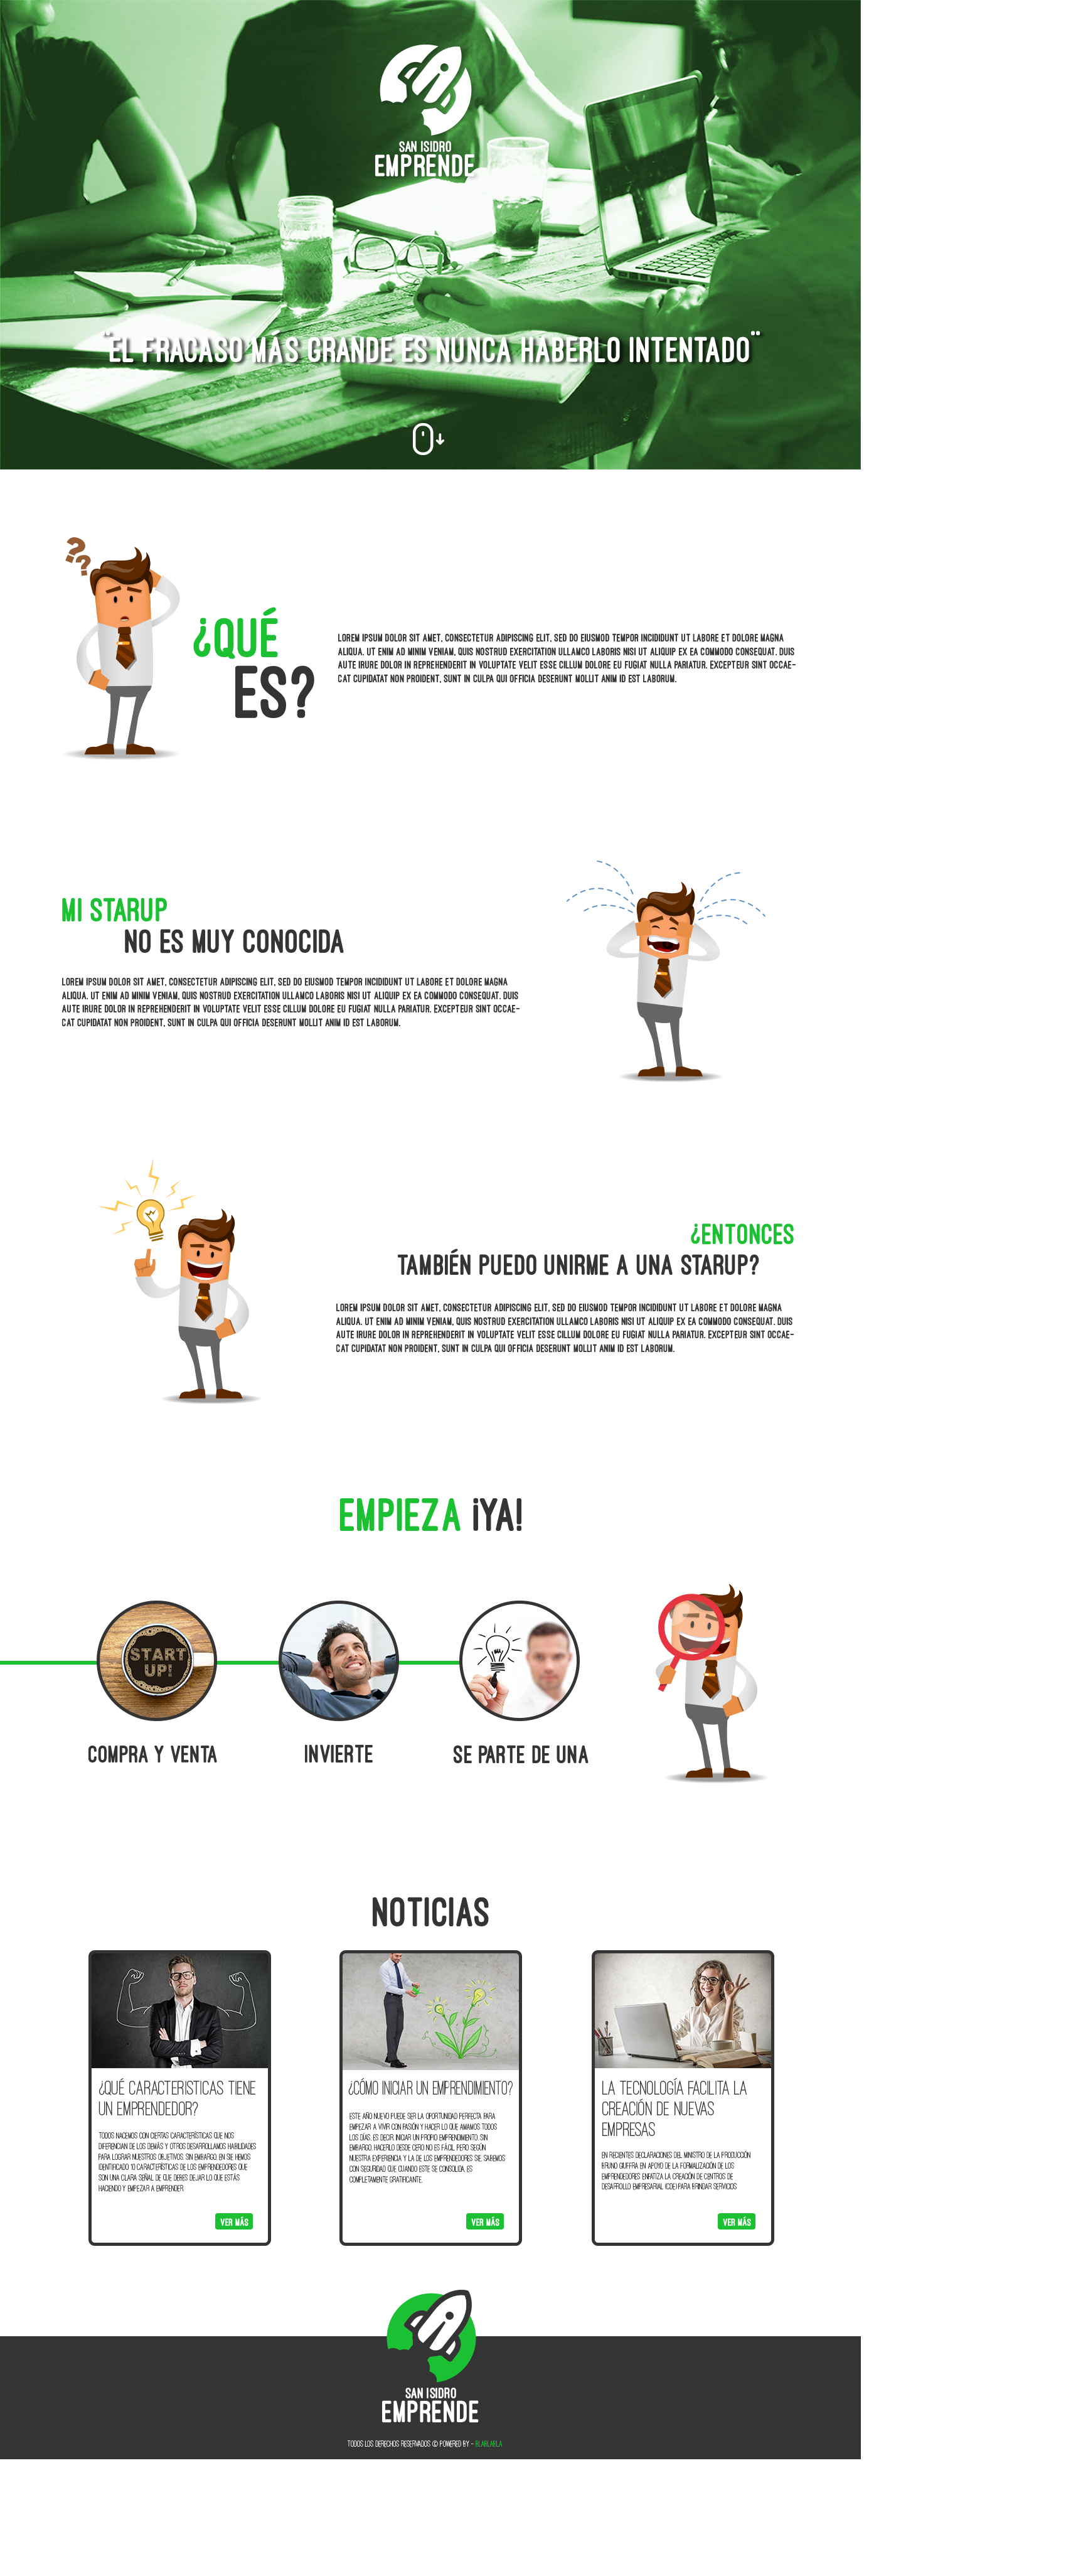 SAN ISIDRO
EMPRENDE
¨EL FRACASO MÁS GRANDE ES NUNCA HABERLO INTENTADO¨
??
¿QUÉ
ES?
LOREM IPSUM DOLOR SIT AMET, CONSECTETUR ADIPISCING ELIT, SED DO EIUSMOD TEMPOR INCIDIDUNT UT LABORE ET DOLORE MAGNA
ALIQUA. UT ENIM AD MINIM VENIAM, QUIS NOSTRUD EXERCITATION ULLAMCO LABORIS NISI UT ALIQUIP EX EA COMMODO CONSEQUAT. DUIS
AUTE IRURE DOLOR IN REPREHENDERIT IN VOLUPTATE VELIT ESSE CILLUM DOLORE EU FUGIAT NULLA PARIATUR. EXCEPTEUR SINT OCCAE-
CAT CUPIDATAT NON PROIDENT, SUNT IN CULPA QUI OFFICIA DESERUNT MOLLIT ANIM ID EST LABORUM.
MI STARUP
NO ES MUY CONOCIDA
LOREM IPSUM DOLOR SIT AMET, CONSECTETUR ADIPISCING ELIT, SED DO EIUSMOD TEMPOR INCIDIDUNT UT LABORE ET DOLORE MAGNA
ALIQUA. UT ENIM AD MINIM VENIAM, QUIS NOSTRUD EXERCITATION ULLAMCO LABORIS NISI UT ALIQUIP EX EA COMMODO CONSEQUAT. DUIS
AUTE IRURE DOLOR IN REPREHENDERIT IN VOLUPTATE VELIT ESSE CILLUM DOLORE EU FUGIAT NULLA PARIATUR. EXCEPTEUR SINT OCCAE-
CAT CUPIDATAT NON PROIDENT, SUNT IN CULPA QUI OFFICIA DESERUNT MOLLIT ANIM ID EST LABORUM.
¿ENTONCES
TAMBIÉN PUEDO UNIRME A UNA STARUP?
LOREM IPSUM DOLOR SIT AMET, CONSECTETUR ADIPISCING ELIT, SED DO EIUSMOD TEMPOR INCIDIDUNT UT LABORE ET DOLORE MAGNA
ALIQUA. UT ENIM AD MINIM VENIAM, QUIS NOSTRUD EXERCITATION ULLAMCO LABORIS NISI UT ALIQUIP EX EA COMMODO CONSEQUAT. DUIS
AUTE IRURE DOLOR IN REPREHENDERIT IN VOLUPTATE VELIT ESSE CILLUM DOLORE EU FUGIAT NULLA PARIATUR. EXCEPTEUR SINT OCCAE-
CAT CUPIDATAT NON PROIDENT, SUNT IN CULPA QUI OFFICIA DESERUNT MOLLIT ANIM ID EST LABORUM.
EMPIEZA ¡YA!
START
UP!
COMPRA Y VENTA
INVIERTE
SE PARTE DE UNA
NOTICIAS
¿QUÉ CARACTERISTICAS TIENE
UN EMPRENDEDOR?
TODOS NACEMOS CON CIERTAS CARACTERÍSTICAS QUE NOS
DIFERENCIAN DE LOS DEMÁS Y OTROS DESARROLLAMOS HABILIDADES
PARA LOGRAR NUESTROS OBJETIVOS. SIN EMBARGO, EN SIE HEMOS
IDENTIFICADO 10 CARACTERÍSTICAS DE LOS EMPRENDEDORES QUE
SON UNA CLARA SEÑAL DE QUE DEBES DEJAR LO QUE ESTÁS
HACIENDO Y EMPEZAR A EMPRENDER.
VER MÁS
¿CÓMO INICIAR UN EMPRENDIMIENTO?
ESTE AÑO NUEVO PUEDE SER LA OPORTUNIDAD PERFECTA PARA
EMPEZAR A VIVIR CON PASIÓN Y HACER LO QUE AMAMOS TODOS
LOS DÍAS, ES DECIR, INICIAR UN PROPIO EMPRENDIMIENTO. SIN
EMBARGO, HACERLO DESDE CERO NO ES FÁCIL, PERO SEGÚN
NUESTRA EXPERIENCIA Y LA DE LOS EMPRENDEDORES SIE, SABEMOS
CON SEGURIDAD QUE CUANDO ESTE SE CONSOLIDA, ES
COMPLETAMENTE GRATIFICANTE.
VER MÁS
LA TECNOLOGÍA FACILITA LA
CREACIÓN DE NUEVAS
EMPRESAS
EN RECIENTES DECLARACIONES DEL MINISTRO DE LA PRODUCCIÓN
BRUNO GIUFFRA EN APOYO DE LA FORMALIZACIÓN DE LOS
EMPRENDEDORES ENFATIZA LA CREACIÓN DE CENTROS DE
DESARROLLO EMPRESARIAL (CDE) PARA BRINDAR SERVICIOS
VER MÁS
SAN ISIDRO
EMPRENDE
TODOS LOS DERECHOS RESERVADOS © POWERED BY - BLABLABLA